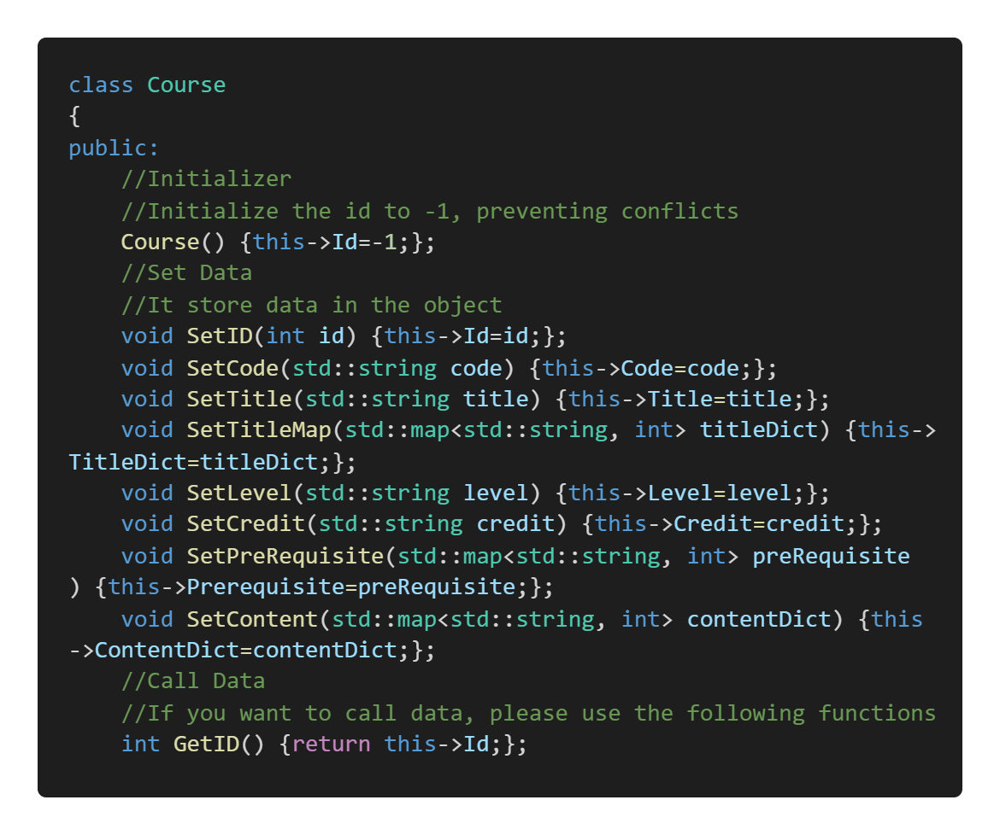 class Course
{
public:
    //Initializer
    //Initialize the id to -1, preventing conflicts
    Course() {this->Id=-1;};
    //Set Data
    //It store data in the object
    void SetID(int id) {this->Id=id;};
    void SetCode(std::string code) {this->Code=code;};
    void SetTitle(std::string title) {this->Title=title;};
    void SetTitleMap(std::map<std::string, int> titleDict) {this->
TitleDict=titleDict;};
    void SetLevel(std::string level) {this->Level=level;};
    void SetCredit(std::string credit) {this->Credit=credit;};
    void SetPreRequisite(std::map<std::string, int> preRequisite
) {this->Prerequisite=preRequisite;};
    void SetContent(std::map<std::string, int> contentDict) {this
->ContentDict=contentDict;};
    //Call Data
    //If you want to call data, please use the following functions
    int GetID() {return this->Id;};